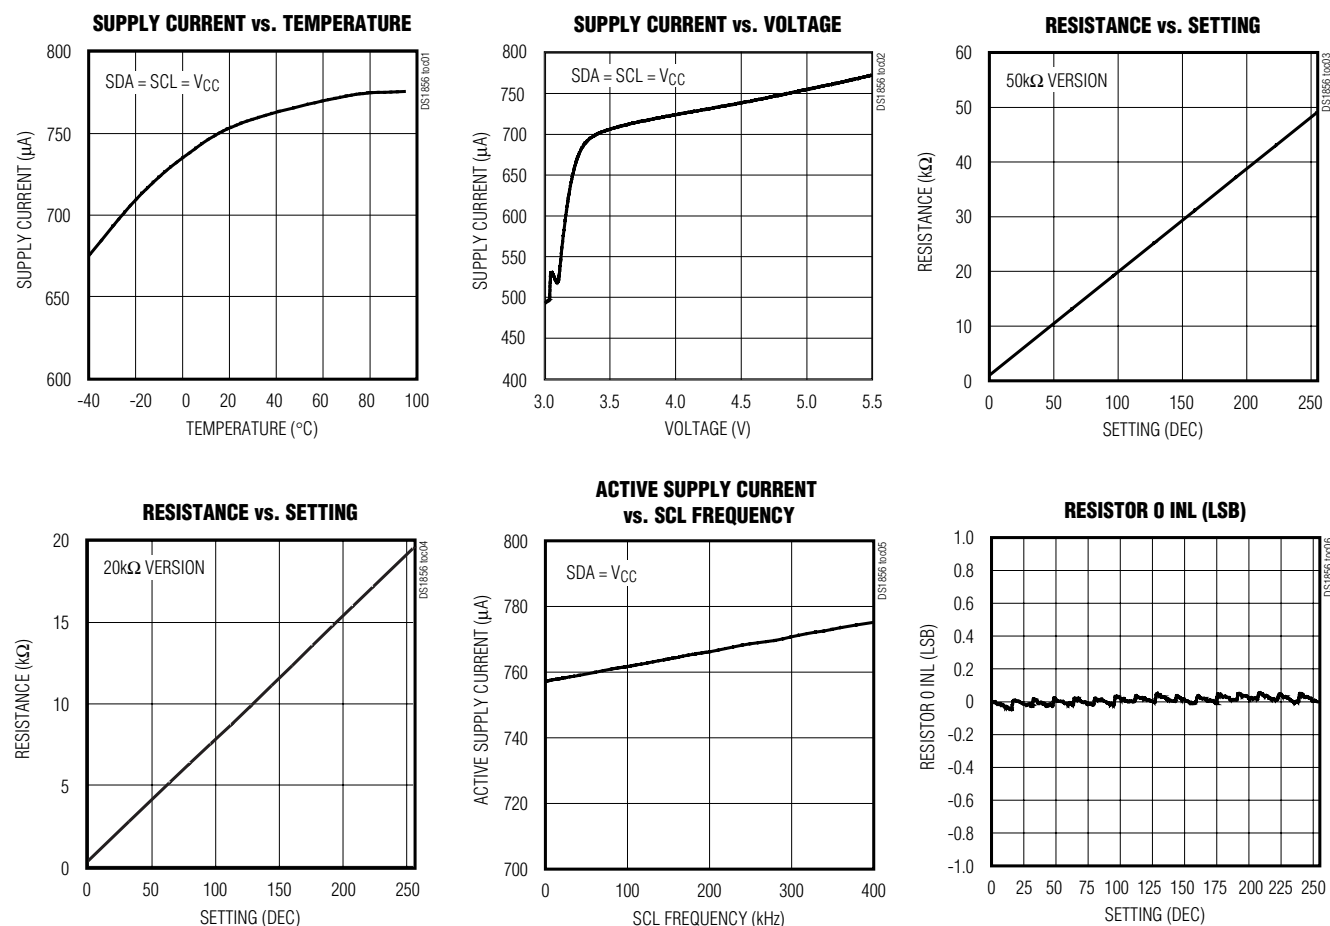 SUPPLY CURRENT vs. TEMPERATURE
SDA = SCL = VCC
DS1856 toc01
SUPPLY CURRENT (μA)
800
750
700
650
600
-40
-20
0
20
40
60
80
100
TEMPERATURE (°C)
SUPPLY CURRENT vs. VOLTAGE
SDA = SCL = VCC
DS1856 toc02
SUPPLY CURRENT (μA)
800
750
700
650
600
550
500
450
400
3.0
3.5
4.0
4.5
5.0
5.5
VOLTAGE (V)
RESISTANCE vs. SETTING
50kΩ VERSION
DS1856 toc03
RESISTANCE (kΩ)
60
50
40
30
20
10
0
0
50
100
150
200
250
SETTING (DEC)
RESISTANCE vs. SETTING
20kΩ VERSION
DS1856 toc04
RESISTANCE (kΩ)
20
15
10
5
0
0
50
100
150
200
250
SETTING (DEC)
ACTIVE SUPPLY CURRENT
vs. SCL FREQUENCY
SDA = VCC
DS1856 toc05
ACTIVE SUPPLY CURRENT (μA)
800
780
760
740
720
700
0
100
200
300
400
SCL FREQUENCY (kHz)
RESISTOR 0 INL (LSB)
DS1856 toc06
RESISTOR 0 INL (LSB)
1.0
0.8
0.6
0.4
0.2
0
-0.2
-0.4
-0.6
-0.8
-1.0
0
25
50
75
100
125
150
175
200
225
250
SETTING (DEC)